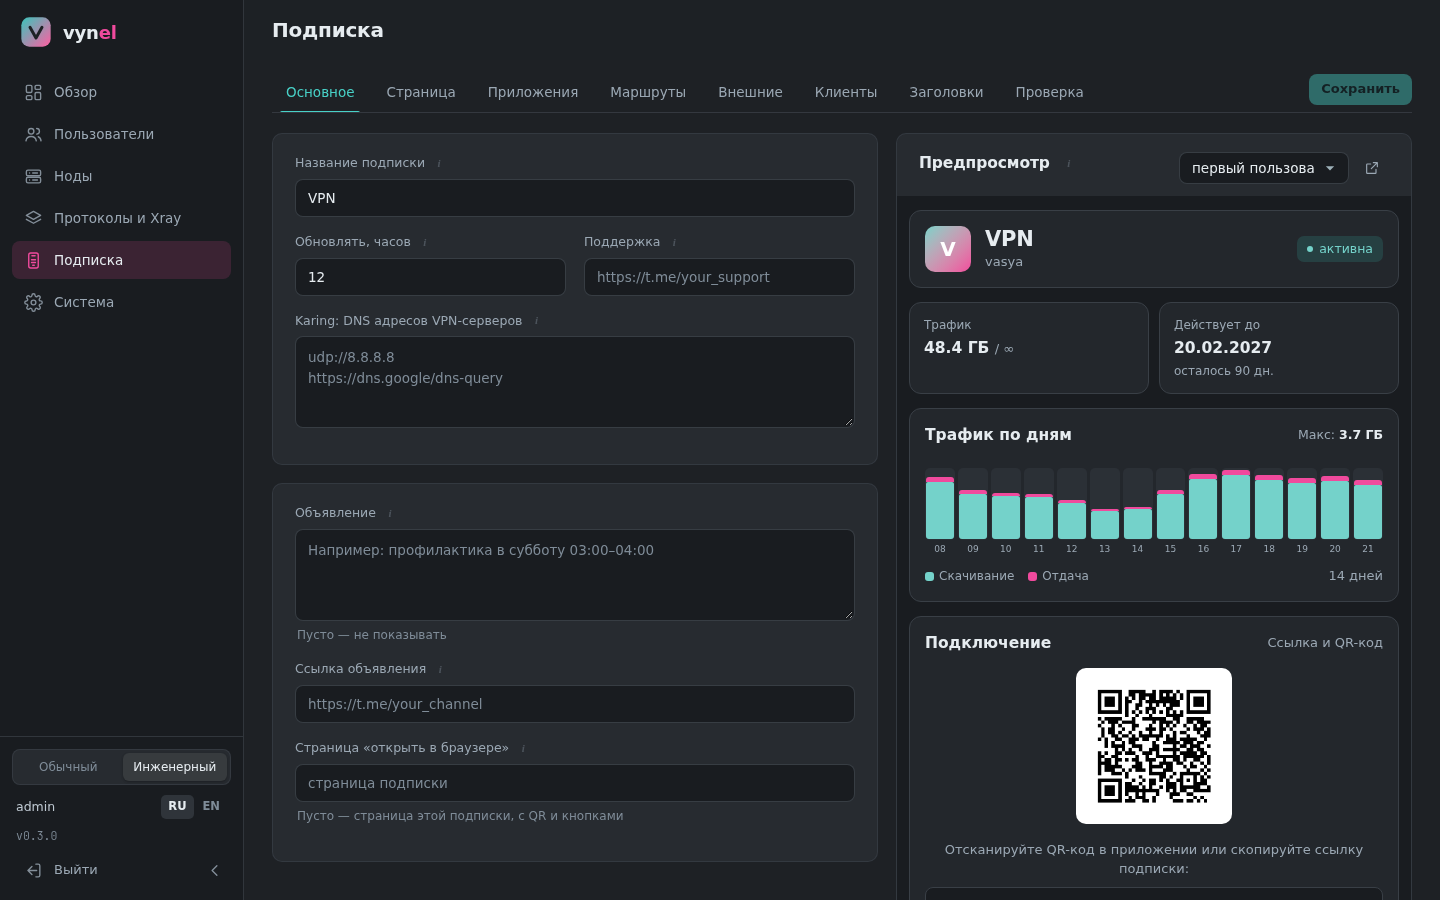 vynel
Обзор
Пользователи
Ноды
Протоколы и Xray
Подписка
Система
Обычный
Инженерный
admin
RU
EN
v0.3.0
Выйти
Подписка
Основное
Страница
Приложения
Маршруты
Внешние
Клиенты
Заголовки
Проверка
Сохранить
Название подписки i
VPN
Обновлять, часов i
Поддержка i
12
https://t.me/your_support
Karing: DNS адресов VPN-серверов i
udp://8.8.8.8
https://dns.google/dns-query
Объявление i
Например: профилактика в субботу 03:00–04:00
Пусто — не показывать
Ссылка объявления i
https://t.me/your_channel
Страница «открыть в браузере» i
страница подписки
Пусто — страница этой подписки, с QR и кнопками
Предпросмотр i
первый пользова
V
VPN
vasya
активна
Трафик
48.4 ГБ / ∞
Действует до
20.02.2027
осталось 90 дн.
Трафик по дням
Макс: 3.7 ГБ
08 09 10 11 12 13 14 15 16 17 18 19 20 21
Скачивание
Отдача
14 дней
Подключение
Ссылка и QR-код
Отсканируйте QR-код в приложении или скопируйте ссылку
подписки: